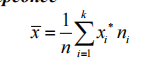 x̄ = 1/n ∑_{i=1}^{k} x_i* n_i